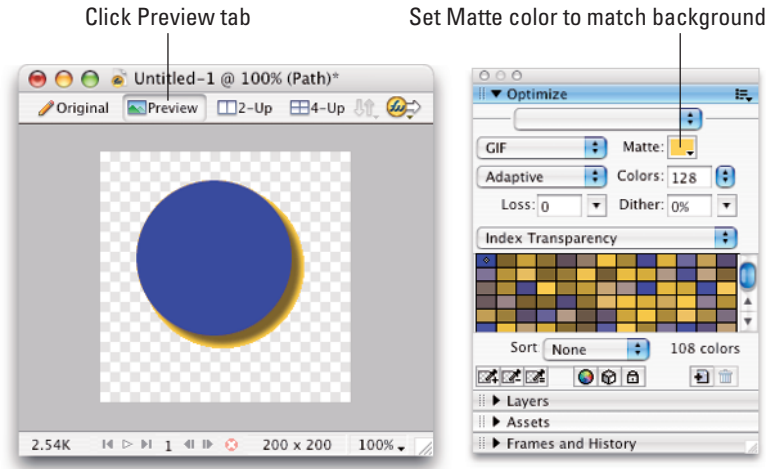 Click Preview tab
Set Matte color to match background
Untitled-1 @ 100% (Path)*
Original Preview 2-Up 4-Up
2.54K 1 200 x 200 100%
Optimize
GIF Matte:
Adaptive Colors: 128
Loss: 0 Dither: 0%
Index Transparency
Sort None 108 colors
Layers
Assets
Frames and History